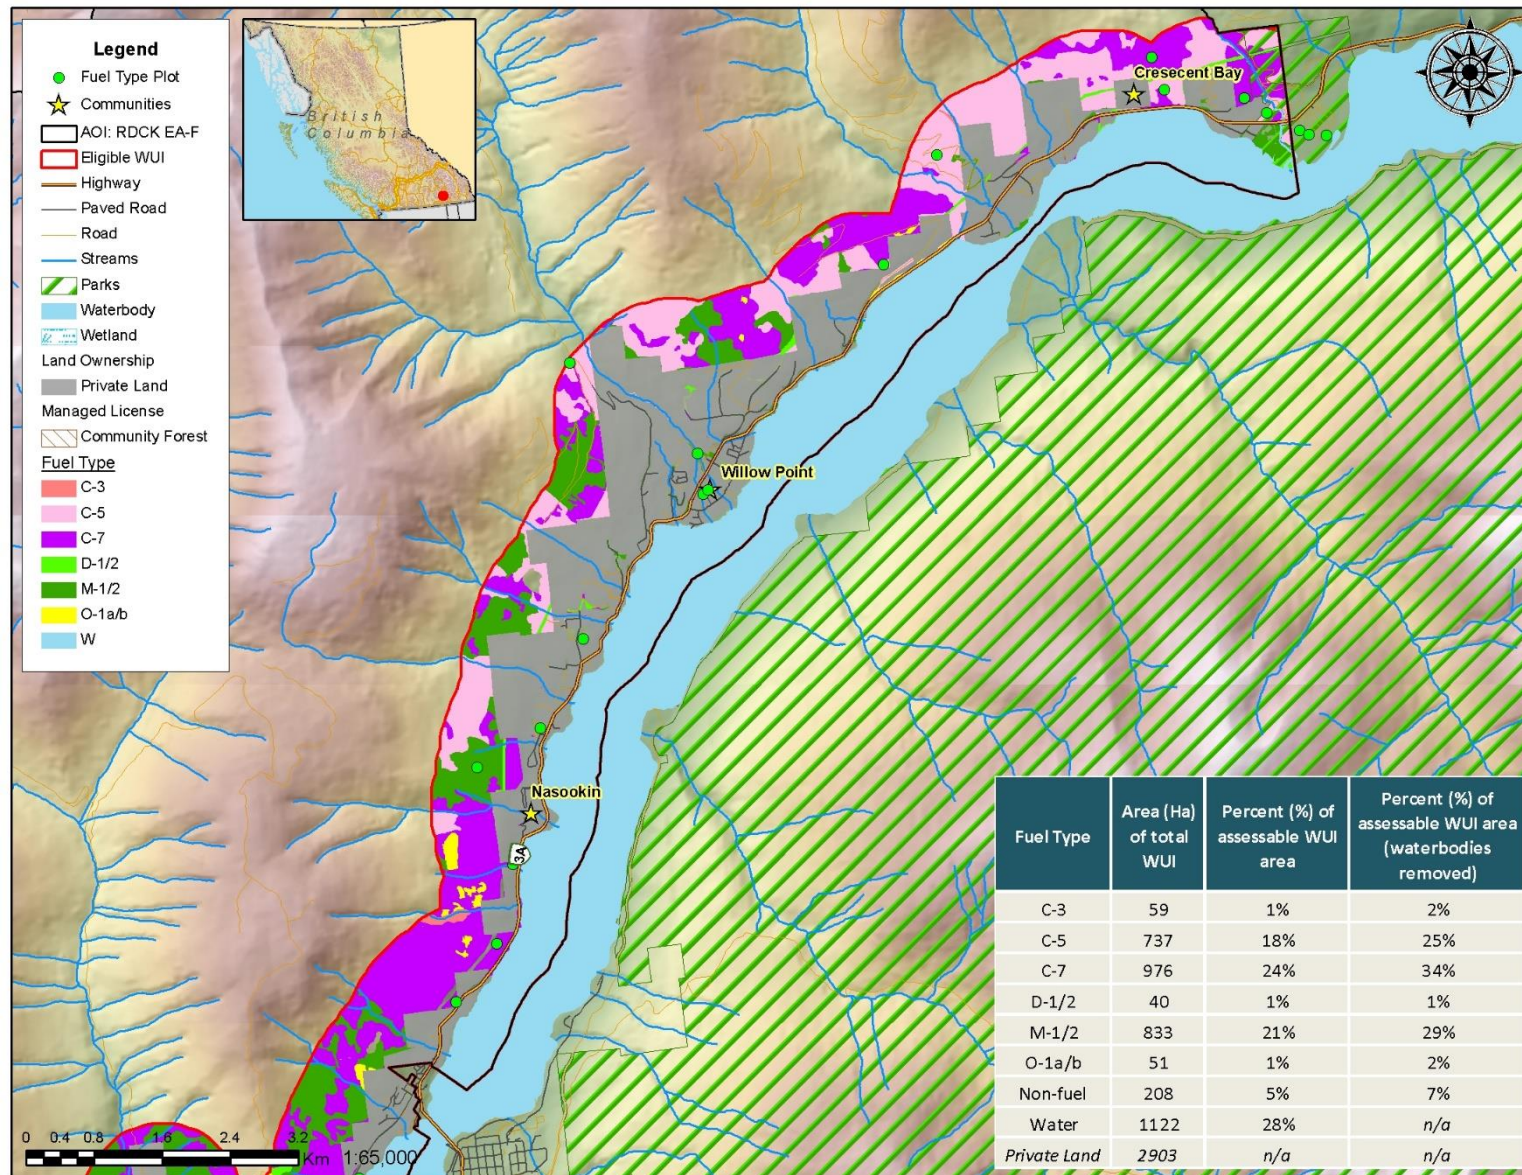 Legend
Fuel Type Plot
Communities
AOI: RDCK EA-F
Eligible WUI
Highway
Paved Road
Road
Streams
Parks
Waterbody
Wetland
Land Ownership
Private Land
Managed License
Community Forest
Fuel Type
C-3
C-5
C-7
D-1/2
M-1/2
O-1a/b
W
British
Columbia
Cresecent Bay
Willow Point
Nasookin
3A
0 0.4 0.8 1.6 2.4 3.2
Km 1:65,000
Fuel Type
Area (Ha)
of total
WUI
Percent (%) of
assessable WUI
area
Percent (%) of
assessable WUI area
(waterbodies
removed)
C-3 59 1% 2%
C-5 737 18% 25%
C-7 976 24% 34%
D-1/2 40 1% 1%
M-1/2 833 21% 29%
O-1a/b 51 1% 2%
Non-fuel 208 5% 7%
Water 1122 28% n/a
Private Land 2903 n/a n/a